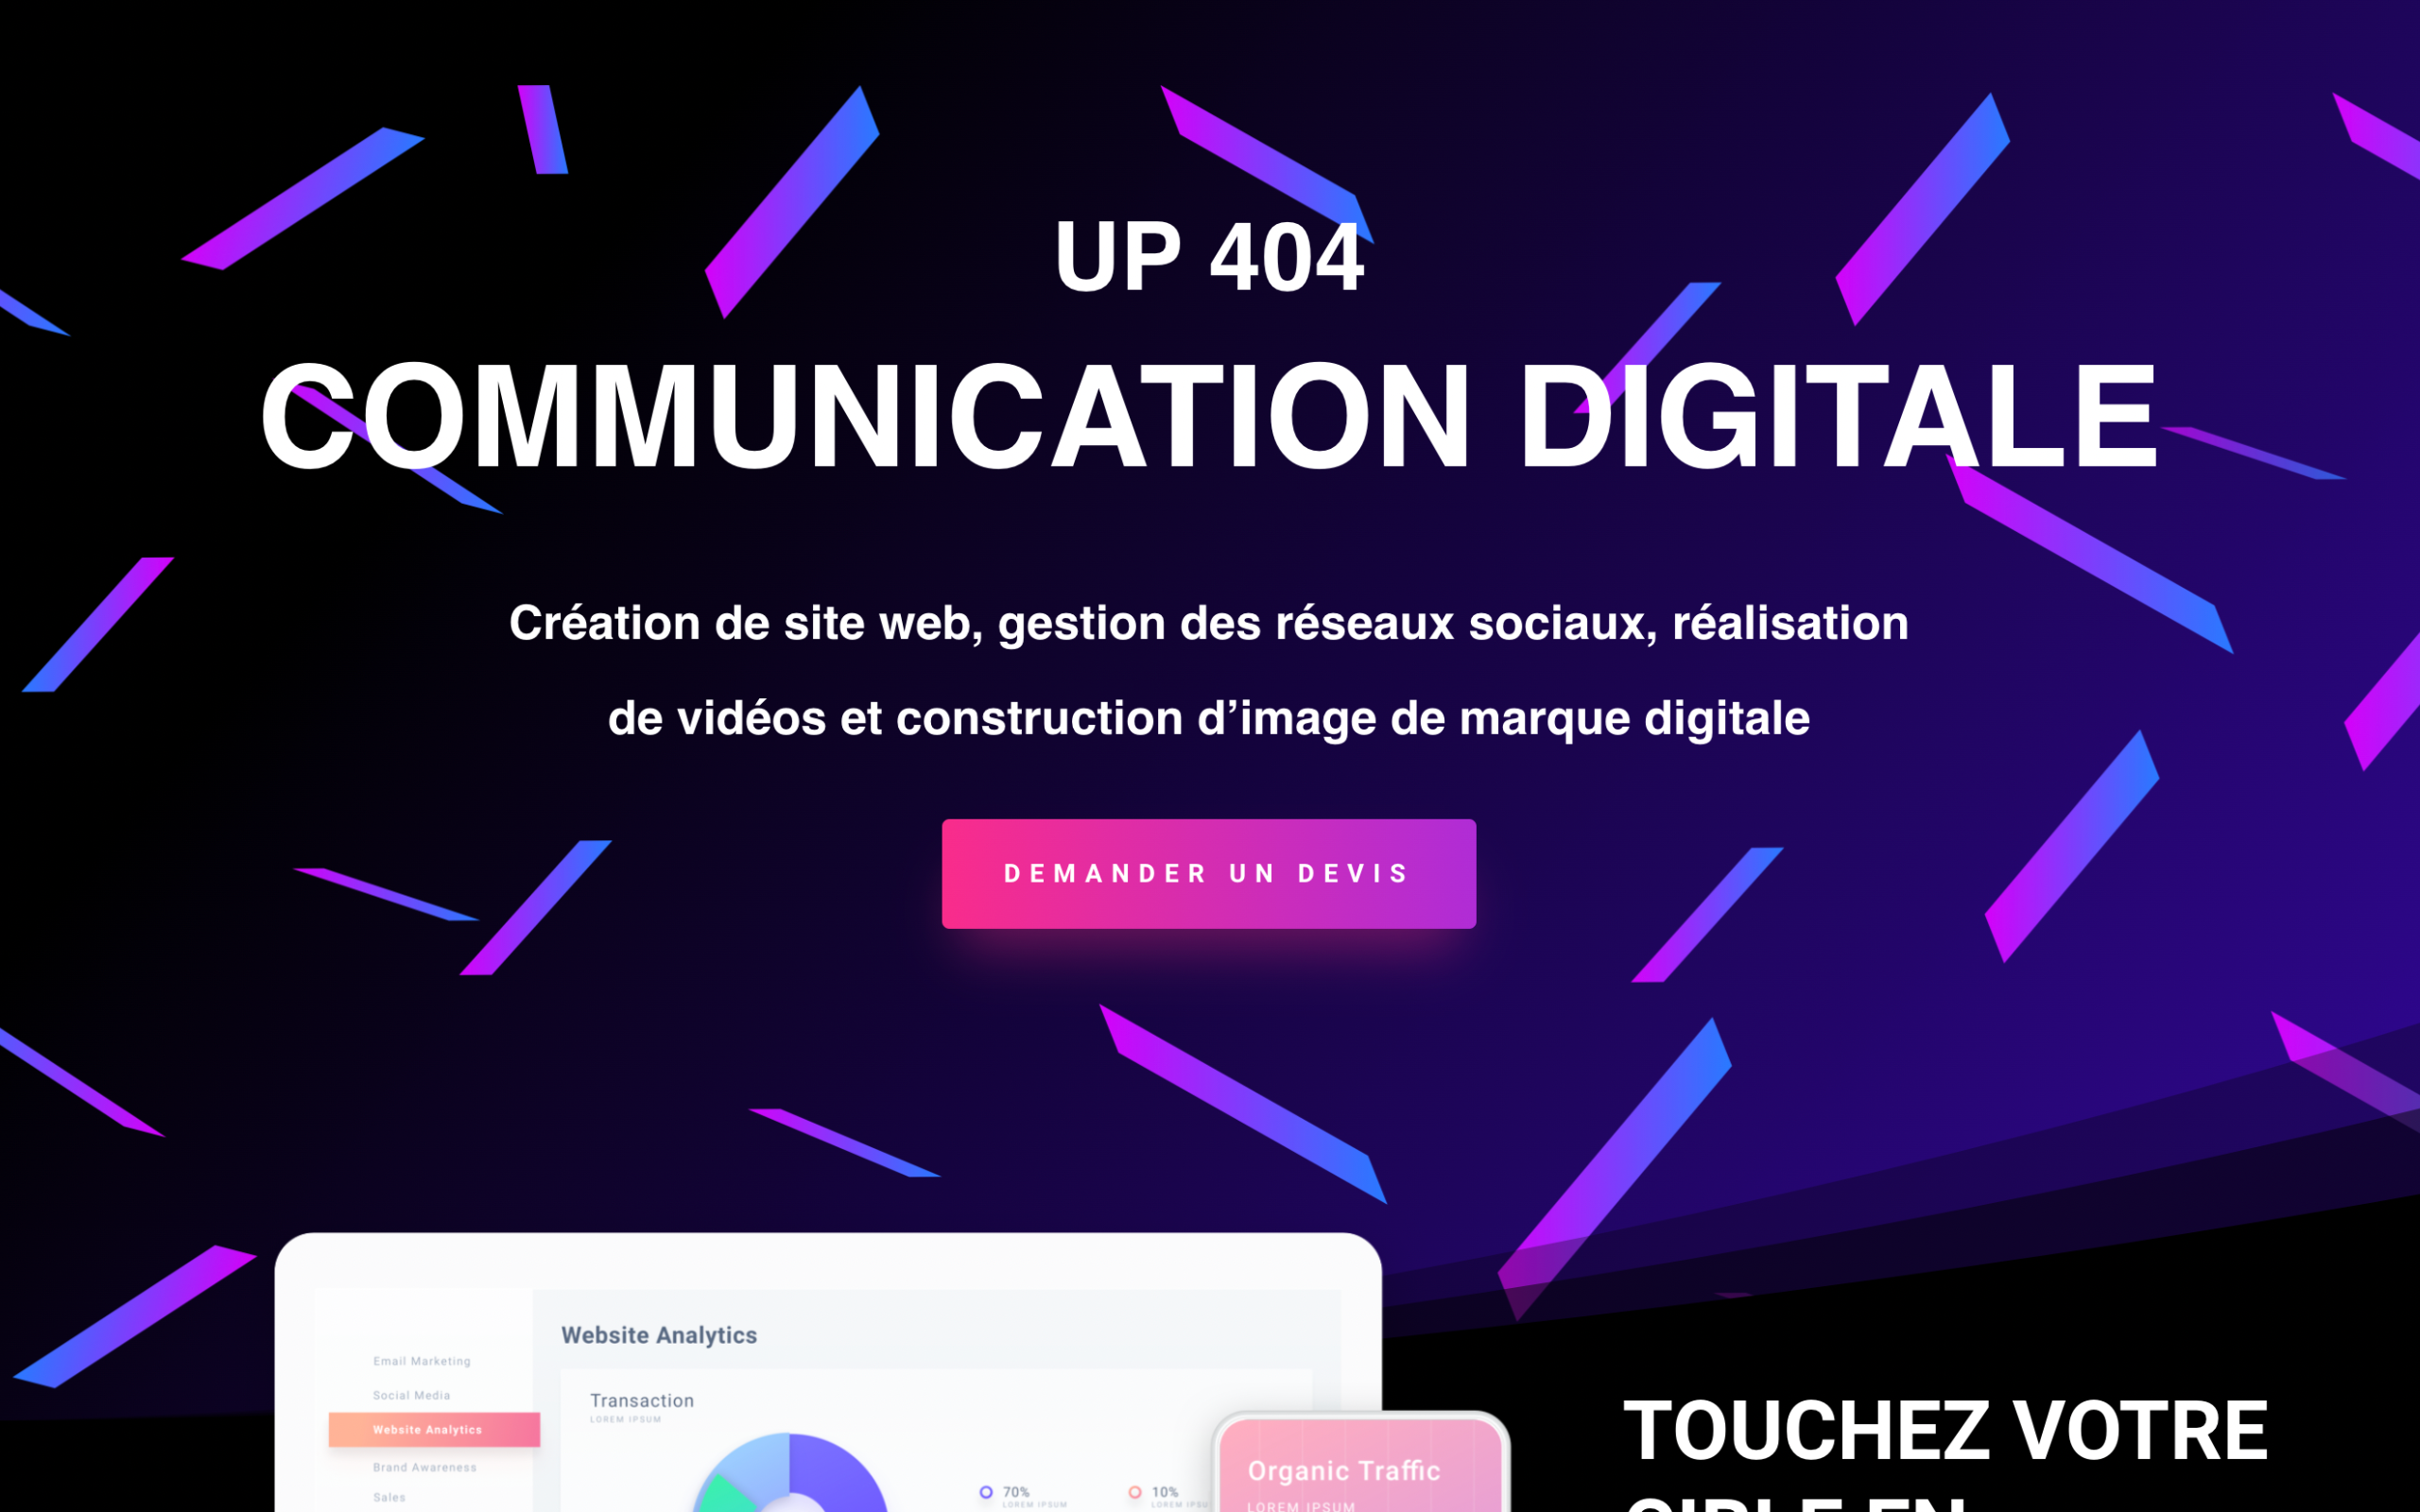 UP 404
COMMUNICATION DIGITALE
Création de site web, gestion des réseaux sociaux, réalisation
de vidéos et construction d’image de marque digitale
DEMANDER UN DEVIS
Website Analytics
Email Marketing
Social Media
Website Analytics
Brand Awareness
Sales
Transaction
LOREM IPSUM
70%
LOREM IPSUM
10%
LOREM IPSU
Organic Traffic
LOREM IPSUM
TOUCHEZ VOTRE
CIBLE EN